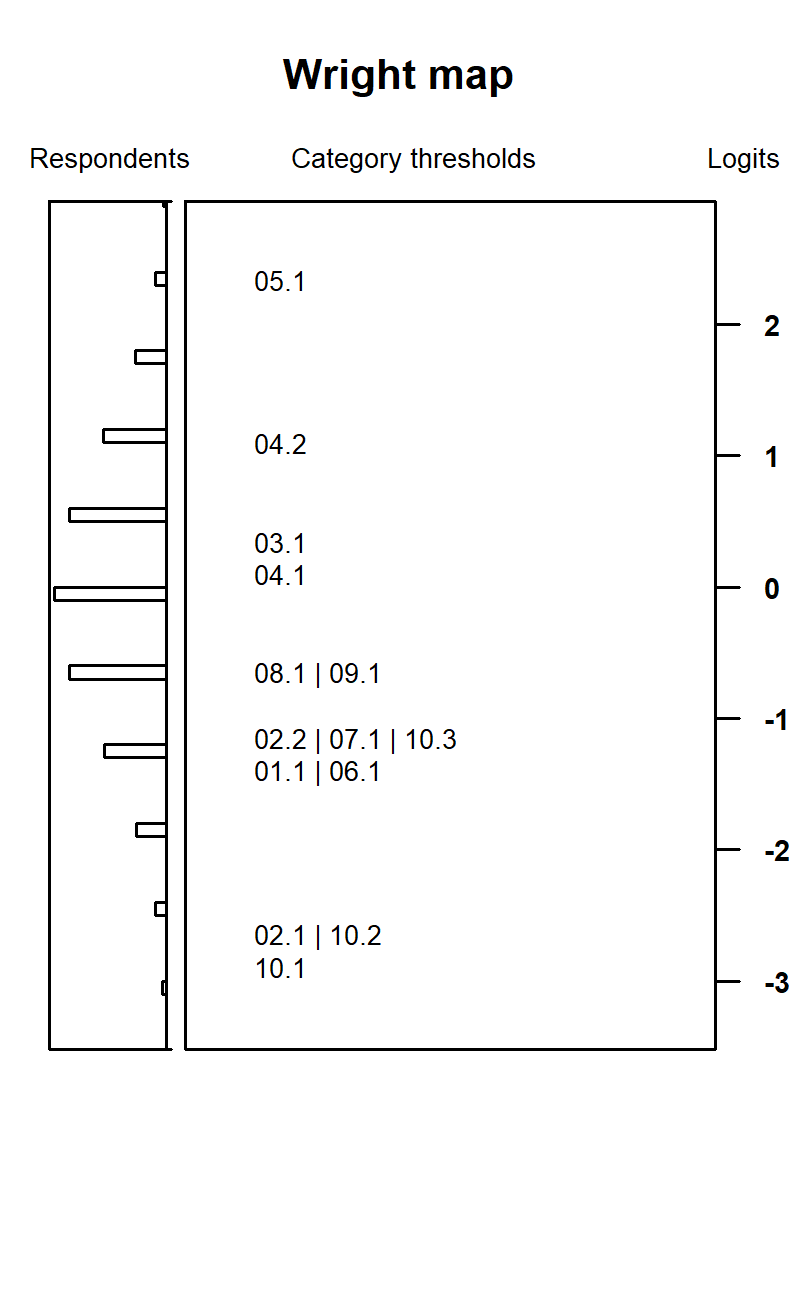 Wright map
Respondents Category thresholds Logits
05.1
2
04.2
1
03.1
04.1
0
08.1 | 09.1
-1
02.2 | 07.1 | 10.3
01.1 | 06.1
-2
02.1 | 10.2
10.1
-3